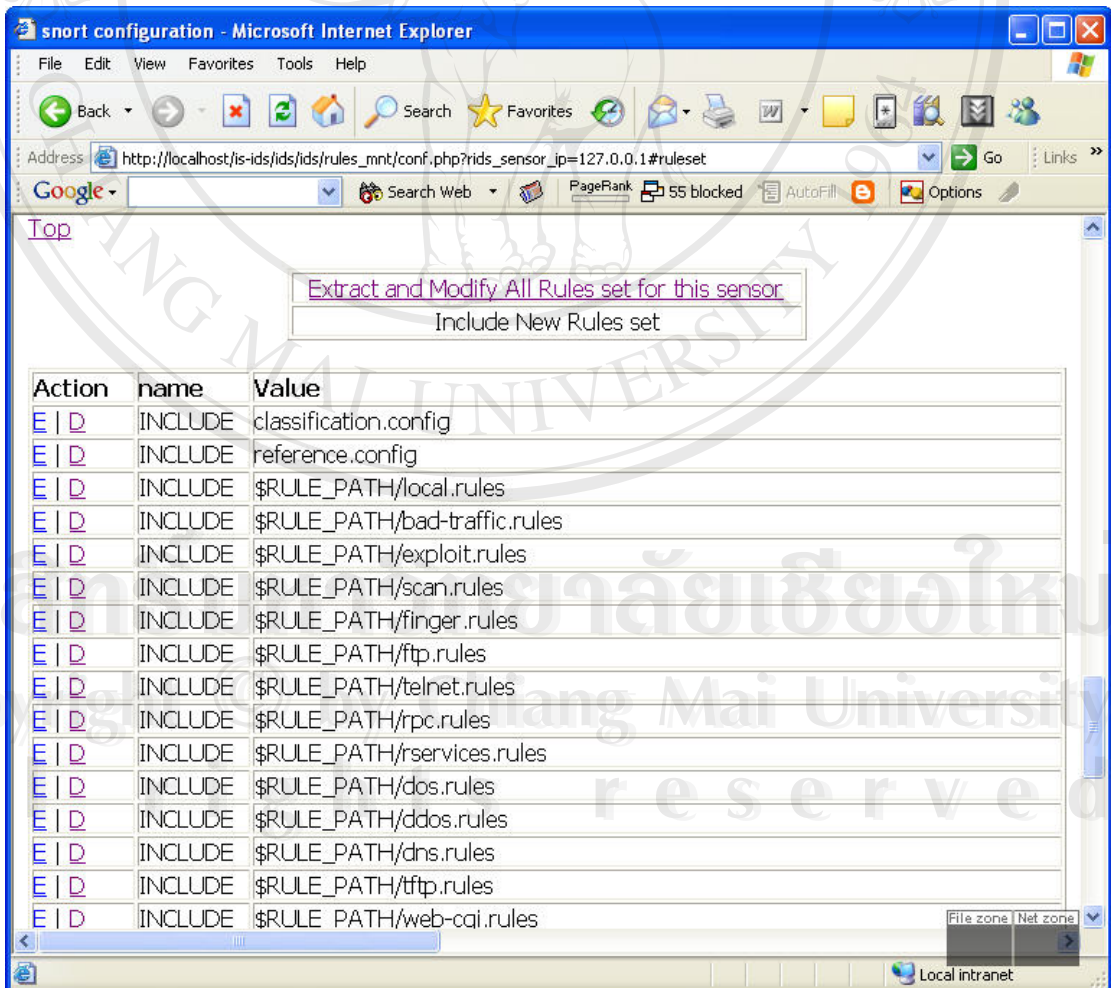 snort configuration - Microsoft Internet Explorer
File Edit View Favorites Tools Help
Back Search Favorites
Address http://localhost/is-ids/ids/ids/rules_mnt/conf.php?rids_sensor_ip=127.0.0.1#ruleset Go Links »
Google Search Web PageRank 55 blocked AutoFill Options
Top
Extract and Modify All Rules set for this sensor
Include New Rules set
Action name Value
E | D INCLUDE classification.config
E | D INCLUDE reference.config
E | D INCLUDE $RULE_PATH/local.rules
E | D INCLUDE $RULE_PATH/bad-traffic.rules
E | D INCLUDE $RULE_PATH/exploit.rules
E | D INCLUDE $RULE_PATH/scan.rules
E | D INCLUDE $RULE_PATH/finger.rules
E | D INCLUDE $RULE_PATH/ftp.rules
E | D INCLUDE $RULE_PATH/telnet.rules
E | D INCLUDE $RULE_PATH/rpc.rules
E | D INCLUDE $RULE_PATH/rservices.rules
E | D INCLUDE $RULE_PATH/dos.rules
E | D INCLUDE $RULE_PATH/ddos.rules
E | D INCLUDE $RULE_PATH/dns.rules
E | D INCLUDE $RULE_PATH/tftp.rules
E | D INCLUDE $RULE_PATH/web-cgi.rules
File zone Net zone
Local intranet
MAI UNIVERSITY 1964
by Chiang Mai University
rights reserved